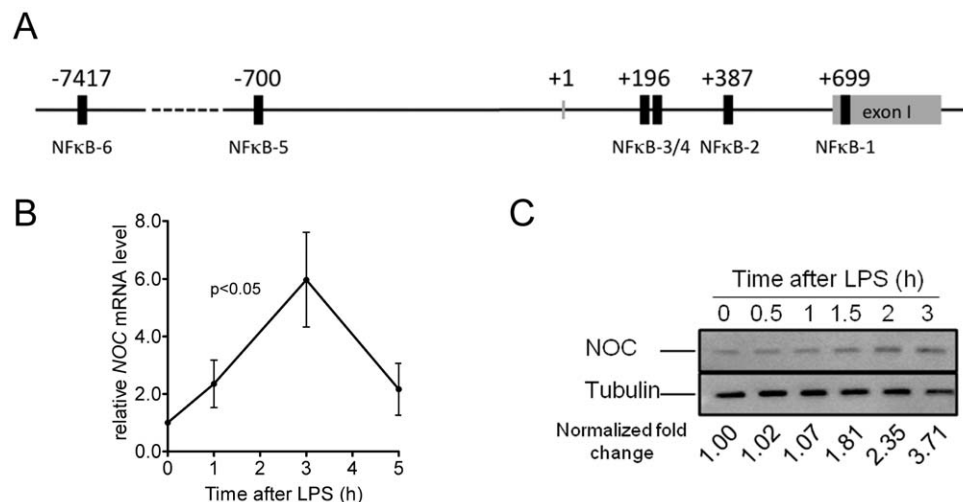 A
-7417 -700 +1 +196 +387 +699
exon I
NFκB-6 NFκB-5 NFκB-3/4 NFκB-2 NFκB-1
B
relative NOC mRNA level
8.0
6.0
4.0
2.0
0.0
p<0.05
0 1 2 3 4 5
Time after LPS (h)
C
Time after LPS (h)
0 0.5 1 1.5 2 3
NOC
Tubulin
Normalized fold
change
1.00 1.02 1.07 1.81 2.35 3.71